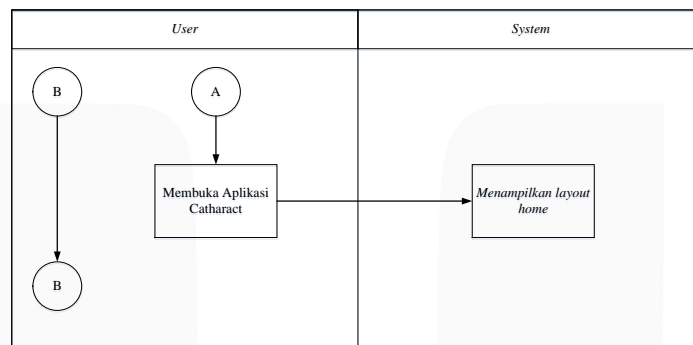 User
System
B
A
Membuka Aplikasi
Catharact
Menampilkan layout
home
B